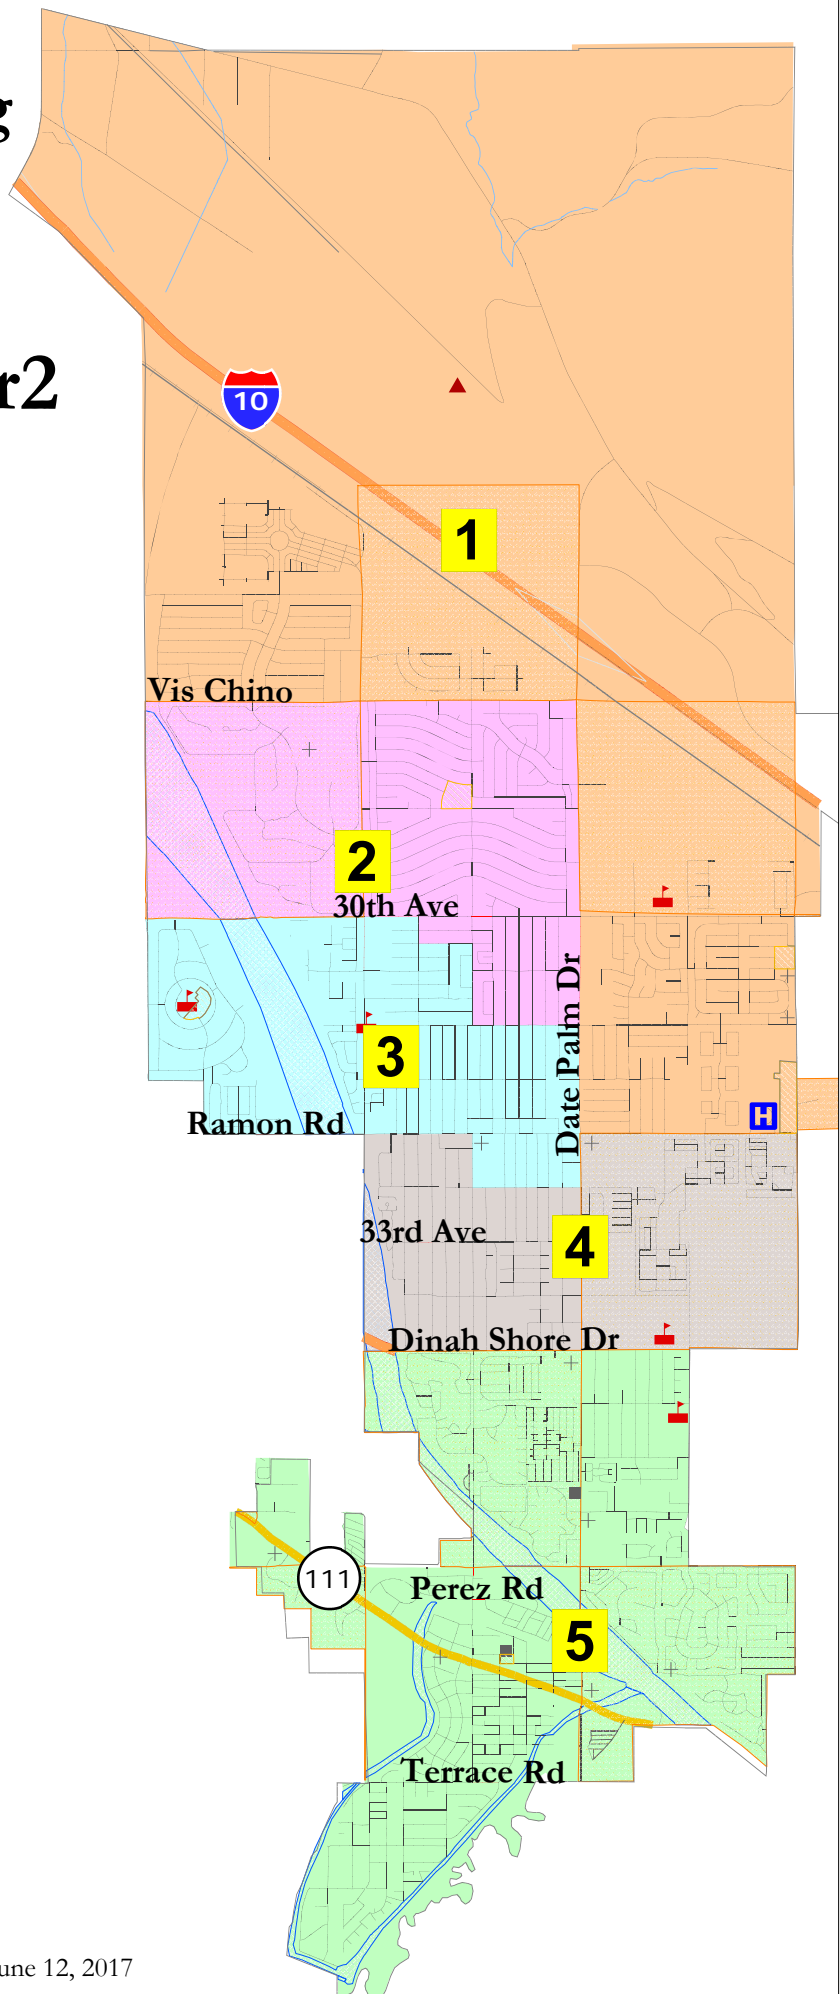 g
r2
10
1
Vis Chino
2
30th Ave
Date Palm Dr
3
H
Ramon Rd
33rd Ave
4
Dinah Shore Dr
111
Perez Rd
5
Terrace Rd
une 12, 2017